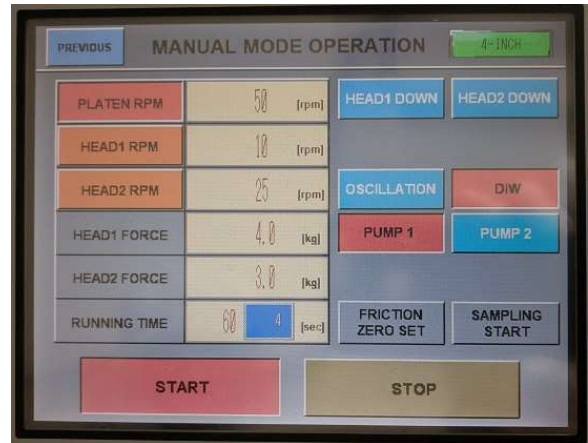 PREVIOUS MANUAL MODE OPERATION 4-INCH
PLATEN RPM 50 [rpm] HEAD1 DOWN HEAD2 DOWN
HEAD1 RPM 10 [rpm]
HEAD2 RPM 25 [rpm] OSCILLATION DIW
HEAD1 FORCE 4.0 [kg] PUMP 1 PUMP 2
HEAD2 FORCE 3.0 [kg]
RUNNING TIME 60 4 [sec] FRICTION ZERO SET SAMPLING START
START STOP